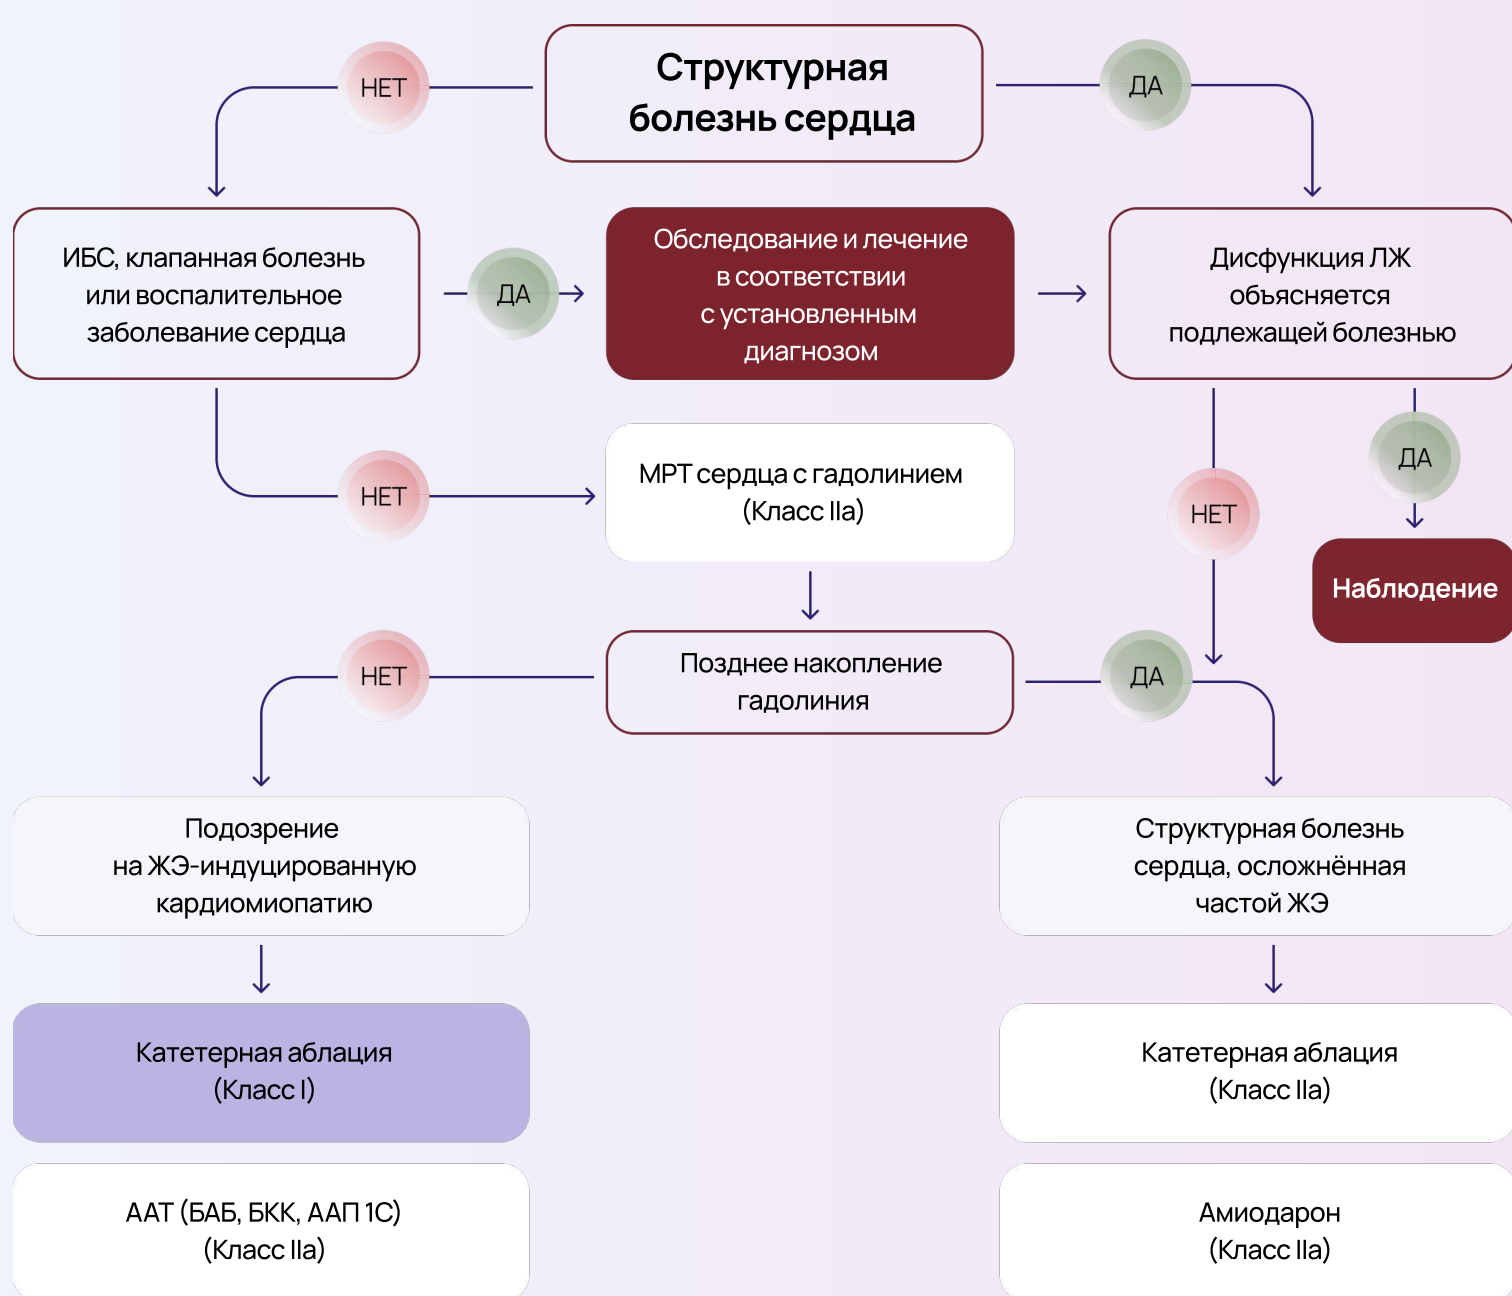 Структурная
болезнь сердца
НЕТ
ДА
ИБС, клапанная болезнь
или воспалительное
заболевание сердца
ДА
Обследование и лечение
в соответствии
с установленным
диагнозом
Дисфункция ЛЖ
объясняется
подлежащей болезнью
НЕТ
МРТ сердца с гадолинием
(Класс IIa)
НЕТ
ДА
Наблюдение
НЕТ
Позднее накопление
гадолиния
ДА
Подозрение
на ЖЭ-индуцированную
кардиомиопатию
Структурная болезнь
сердца, осложнённая
частой ЖЭ
Катетерная аблация
(Класс I)
Катетерная аблация
(Класс IIa)
ААТ (БАБ, БКК, ААП 1С)
(Класс IIa)
Амиодарон
(Класс IIa)